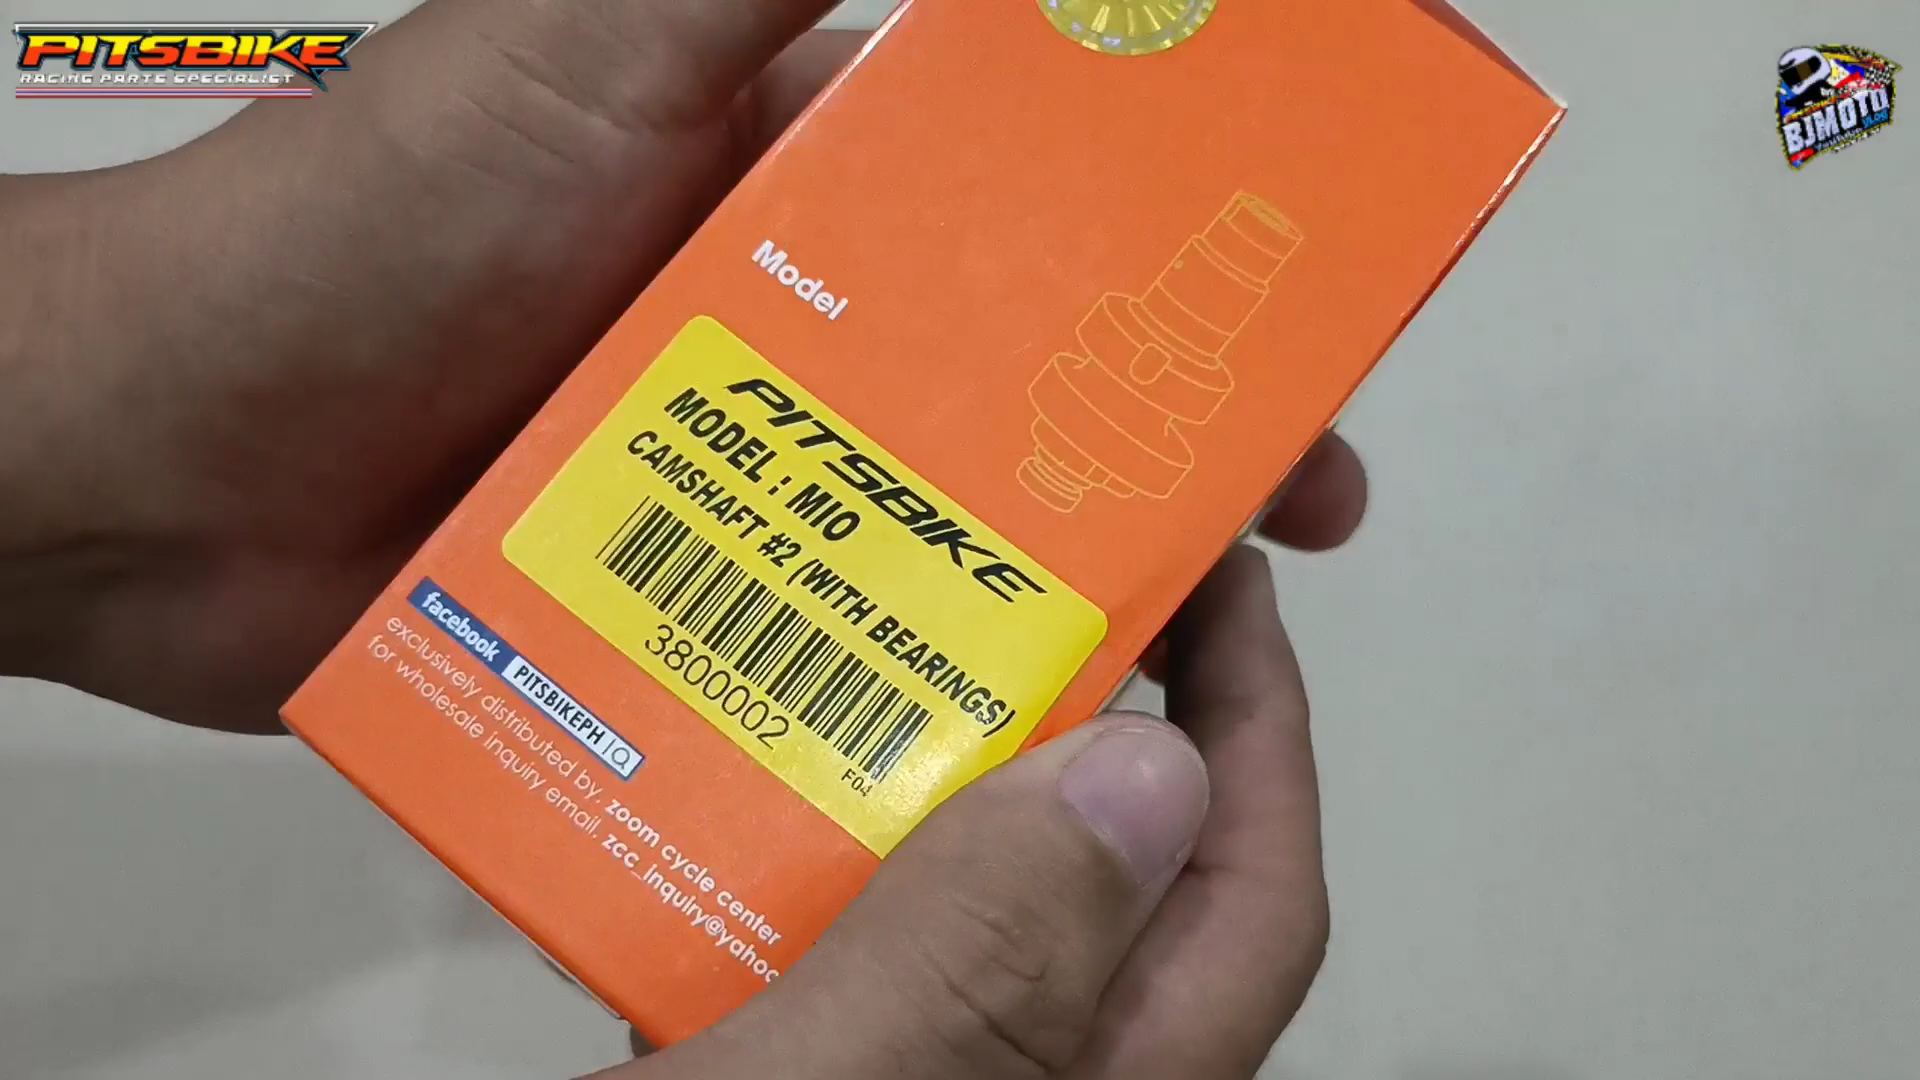 PITSBIKE
RACING PARTS SPECIALIST
BJMOTO
VLOG
Model
PITSBIKE
MODEL : MIO
CAMSHAFT #2 (WITH BEARINGS)
3800002
F04
facebook PITSBIKEPH
exclusively distributed by. zoom cycle center
for wholesale inquiry email. zcc_inquiry@yahoo